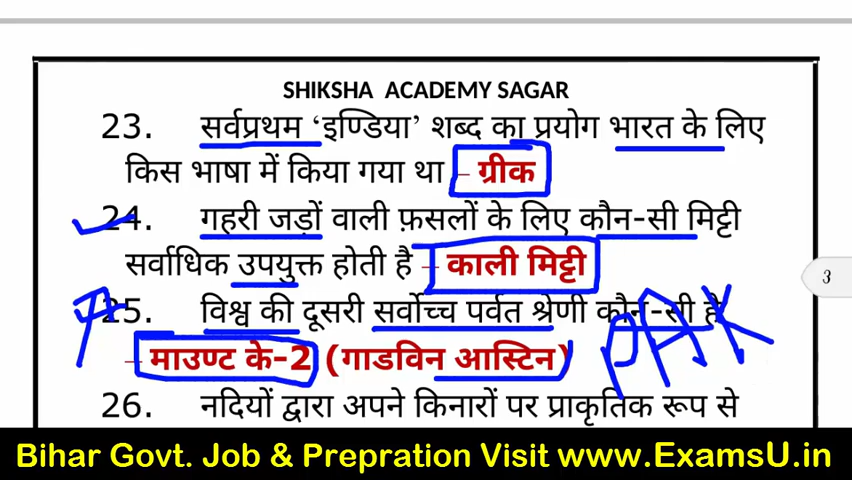 SHIKSHA ACADEMY SAGAR
23. सर्वप्रथम ‘इण्डिया’ शब्द का प्रयोग भारत के लिए
किस भाषा में किया गया था – ग्रीक
24. गहरी जड़ों वाली फ़सलों के लिए कौन-सी मिट्टी
सर्वाधिक उपयुक्त होती है – काली मिट्टी
25. विश्व की दूसरी सर्वोच्च पर्वत श्रेणी कौन-सी है
– माउण्ट के-2 (गाडविन आस्टिन) PAK
26. नदियों द्वारा अपने किनारों पर प्राकृतिक रूप से
3
Bihar Govt. Job & Prepration Visit www.ExamsU.in